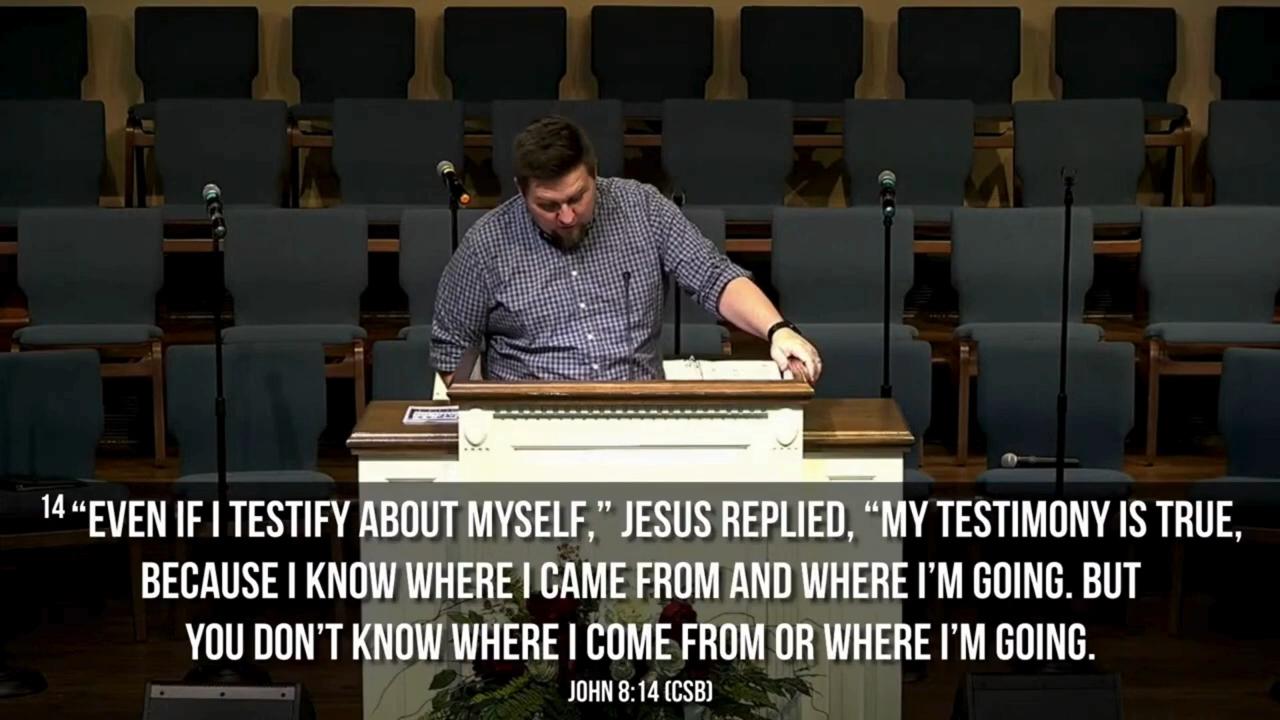 14 “EVEN IF I TESTIFY ABOUT MYSELF,” JESUS REPLIED, “MY TESTIMONY IS TRUE,
BECAUSE I KNOW WHERE I CAME FROM AND WHERE I’M GOING. BUT
YOU DON’T KNOW WHERE I COME FROM OR WHERE I’M GOING.
JOHN 8:14 (CSB)